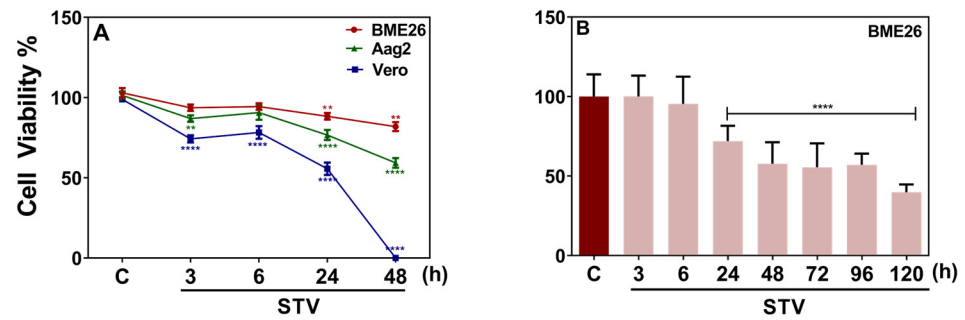 A
BME26
Aag2
Vero
Cell Viability %
150
100
50
0
**
****
****
**
****
****
**
****
****
C 3 6 24 48 (h)
STV
B
BME26
150
100
50
0
****
C 3 6 24 48 72 96 120 (h)
STV